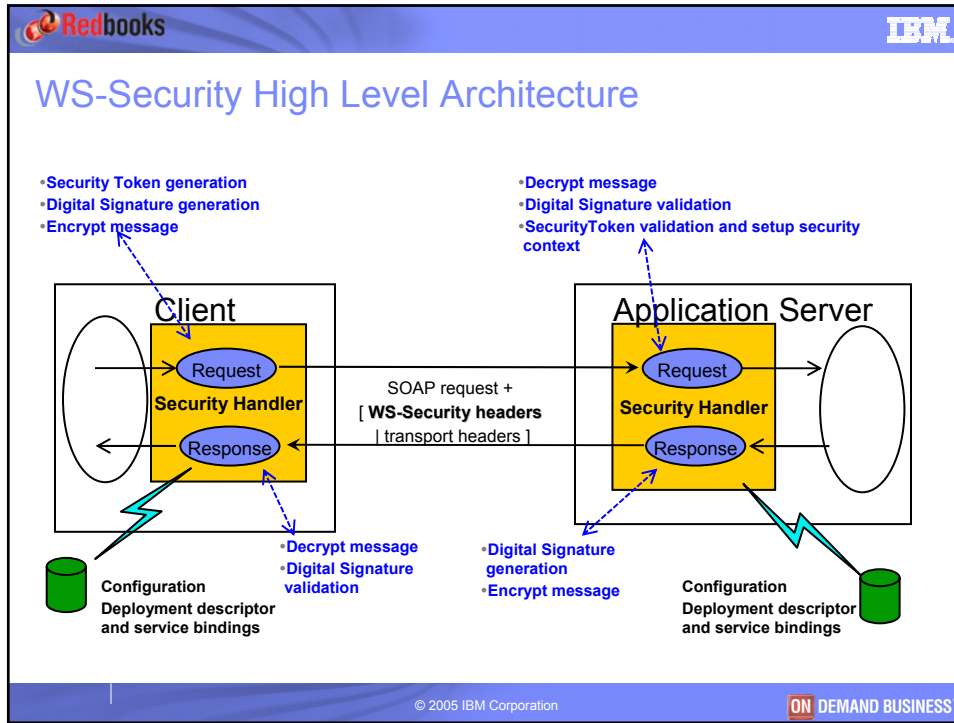 Redbooks
IBM
WS-Security High Level Architecture
•Security Token generation
•Digital Signature generation
•Encrypt message
•Decrypt message
•Digital Signature validation
•SecurityToken validation and setup security
context
Client
Request
Security Handler
Response
SOAP request +
[ WS-Security headers
| transport headers ]
Application Server
Request
Security Handler
Response
•Decrypt message
•Digital Signature
validation
•Digital Signature
generation
•Encrypt message
Configuration
Deployment descriptor
and service bindings
Configuration
Deployment descriptor
and service bindings
© 2005 IBM Corporation
ON DEMAND BUSINESS